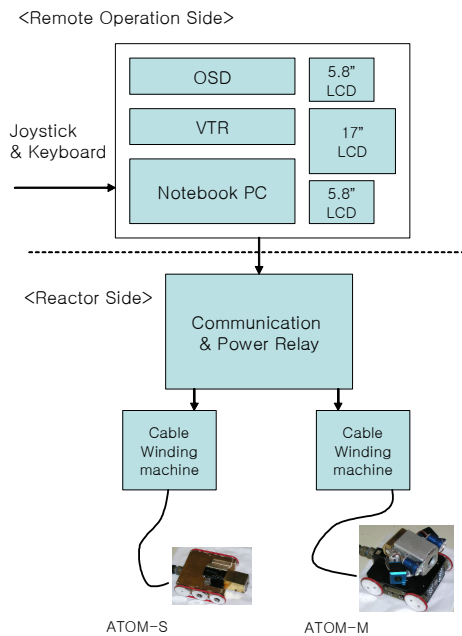 <Remote Operation Side>
OSD
5.8”
LCD
VTR
17”
LCD
Joystick
& Keyboard
Notebook PC
5.8”
LCD
<Reactor Side>
Communication
& Power Relay
Cable
Winding
machine
Cable
Winding
machine
ATOM-S
ATOM-M